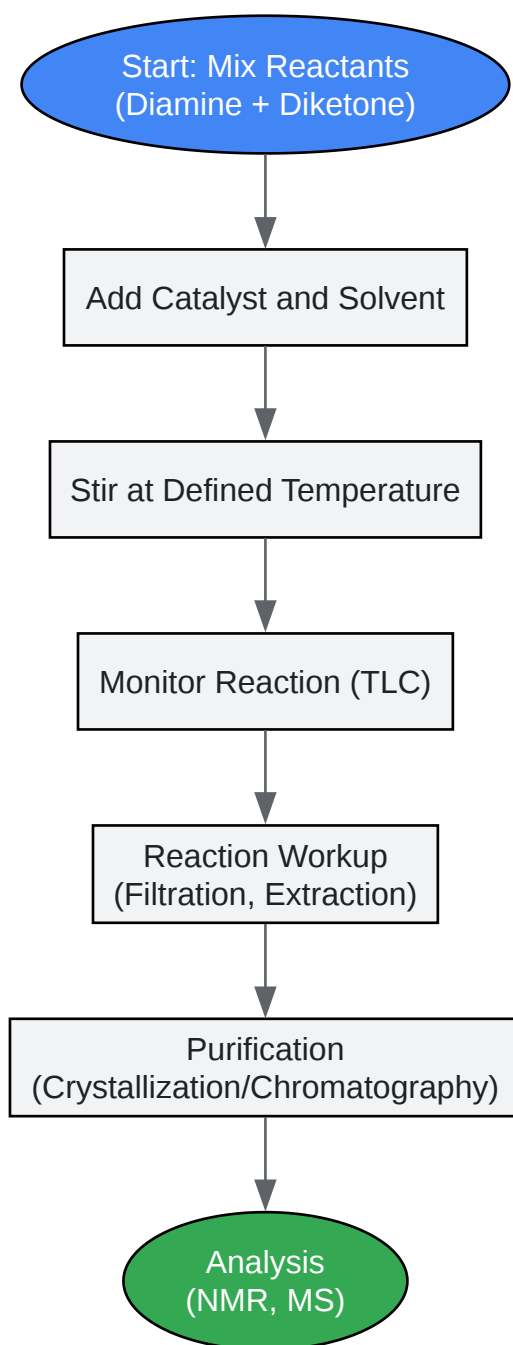 Start: Mix Reactants
(Diamine + Diketone)
Add Catalyst and Solvent
Stir at Defined Temperature
Monitor Reaction (TLC)
Reaction Workup
(Filtration, Extraction)
Purification
(Crystallization/Chromatography)
Analysis
(NMR, MS)